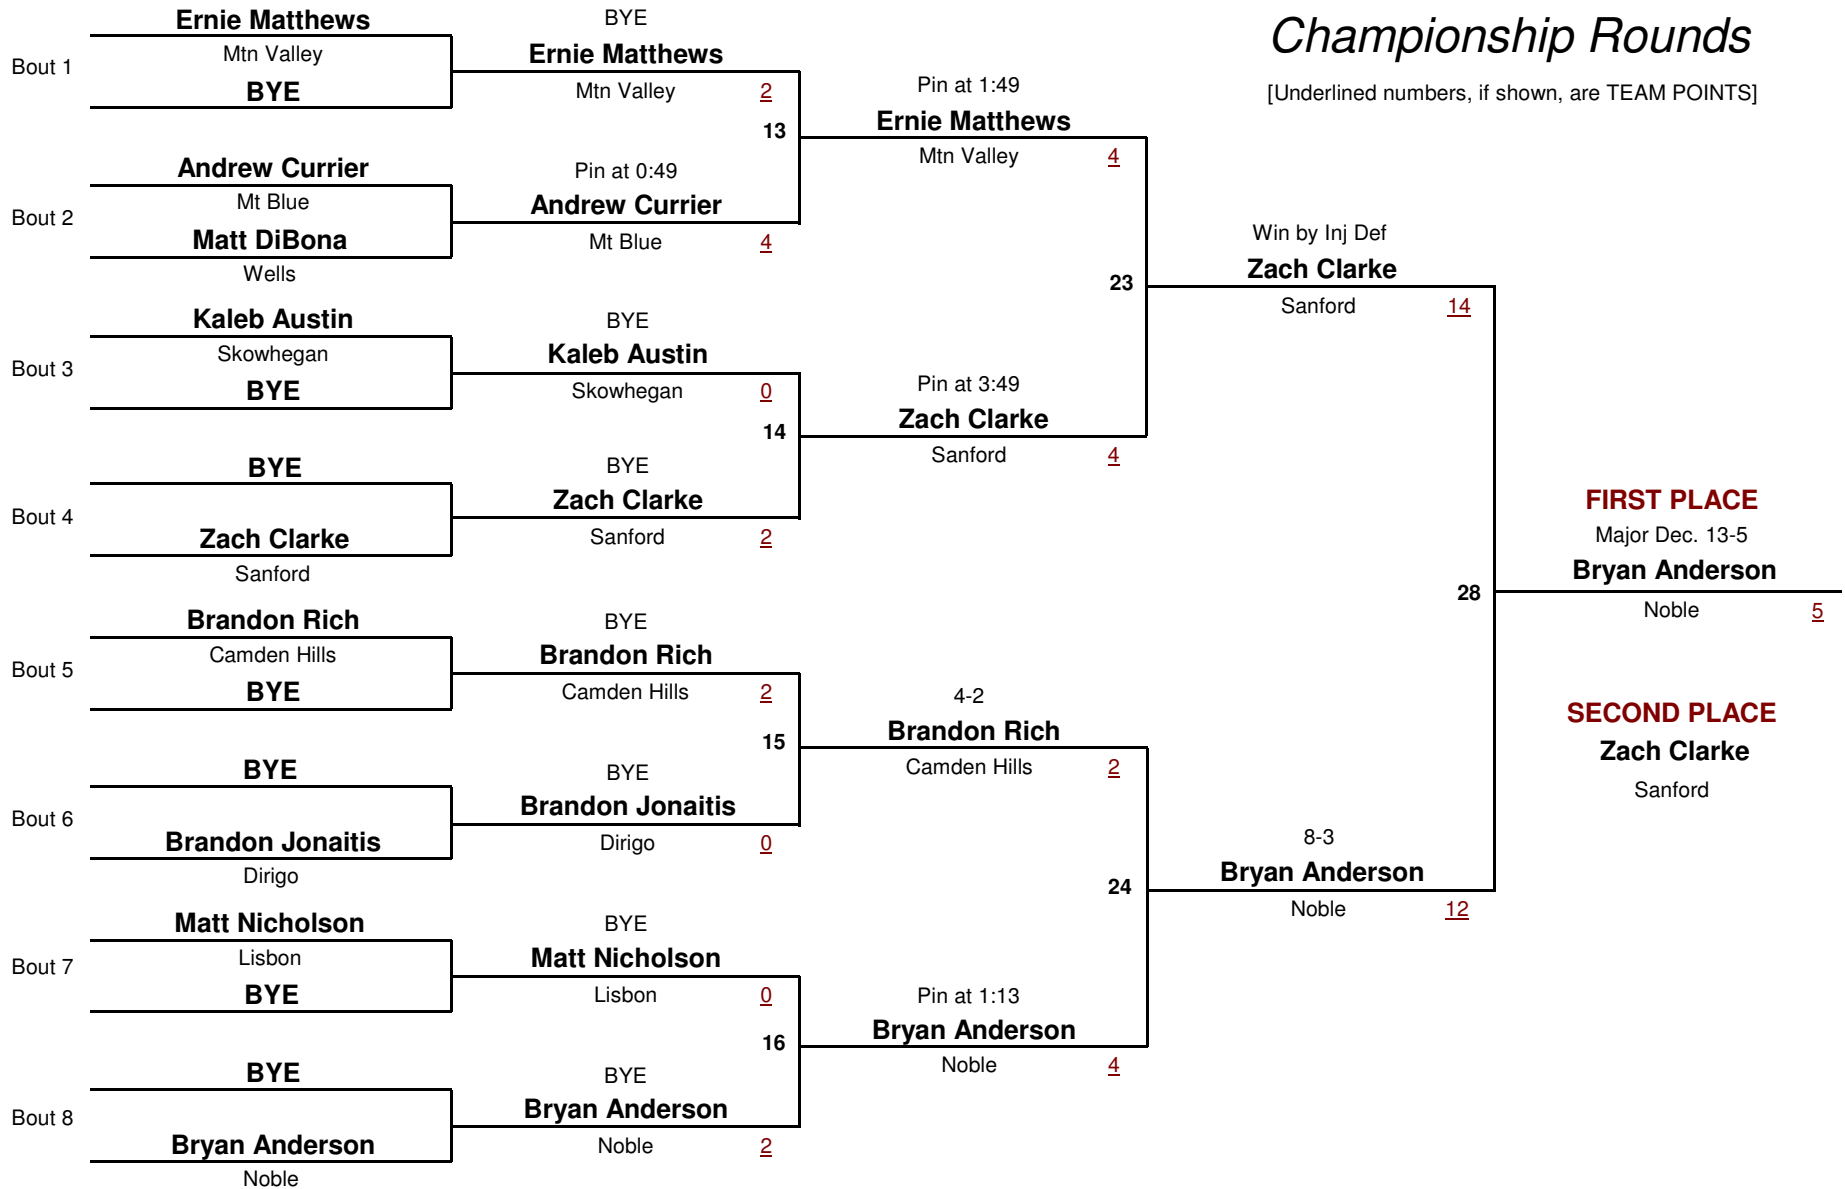 Championship Rounds
[Underlined numbers, if shown, are TEAM POINTS]
Bout 1
Ernie Matthews
Mtn Valley
BYE
Bout 2
Andrew Currier
Mt Blue
Matt DiBona
Wells
Bout 3
Kaleb Austin
Skowhegan
BYE
Bout 4
BYE
Zach Clarke
Sanford
Bout 5
Brandon Rich
Camden Hills
BYE
Bout 6
BYE
Brandon Jonaitis
Dirigo
Bout 7
Matt Nicholson
Lisbon
BYE
Bout 8
BYE
Bryan Anderson
Noble
BYE
Ernie Matthews
Mtn Valley 2
13
Pin at 0:49
Andrew Currier
Mt Blue 4
BYE
Kaleb Austin
Skowhegan 0
14
BYE
Zach Clarke
Sanford 2
BYE
Brandon Rich
Camden Hills 2
15
BYE
Brandon Jonaitis
Dirigo 0
BYE
Matt Nicholson
Lisbon 0
16
BYE
Bryan Anderson
Noble 2
Pin at 1:49
Ernie Matthews
Mtn Valley 4
23
Pin at 3:49
Zach Clarke
Sanford 4
4-2
Brandon Rich
Camden Hills 2
24
Pin at 1:13
Bryan Anderson
Noble 4
Win by Inj Def
Zach Clarke
Sanford 14
28
8-3
Bryan Anderson
Noble 12
FIRST PLACE
Major Dec. 13-5
Bryan Anderson
Noble 5
SECOND PLACE
Zach Clarke
Sanford